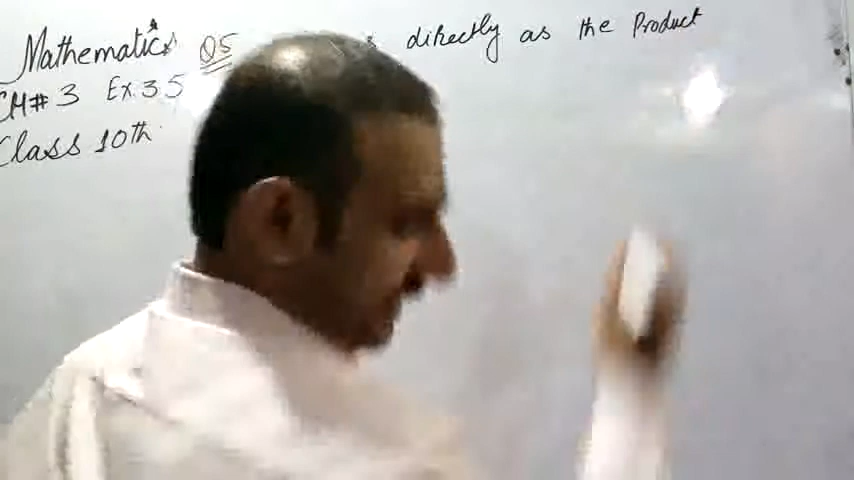 Mathematics Q5 directly as the Product
CH#3 Ex.3.5
Class 10th